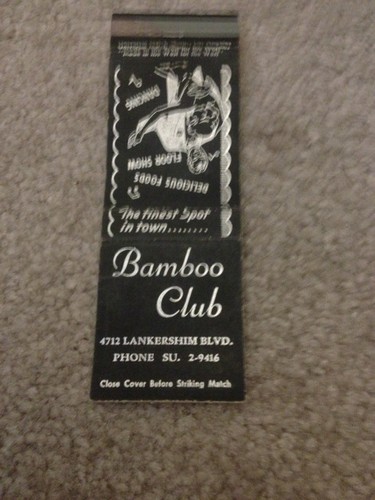 DANCING
FLOOR SHOW
DELICIOUS FOODS
The finest Spot
in town........
Bamboo
Club
4712 LANKERSHIM BLVD.
PHONE SU. 2-9416
Close Cover Before Striking Match